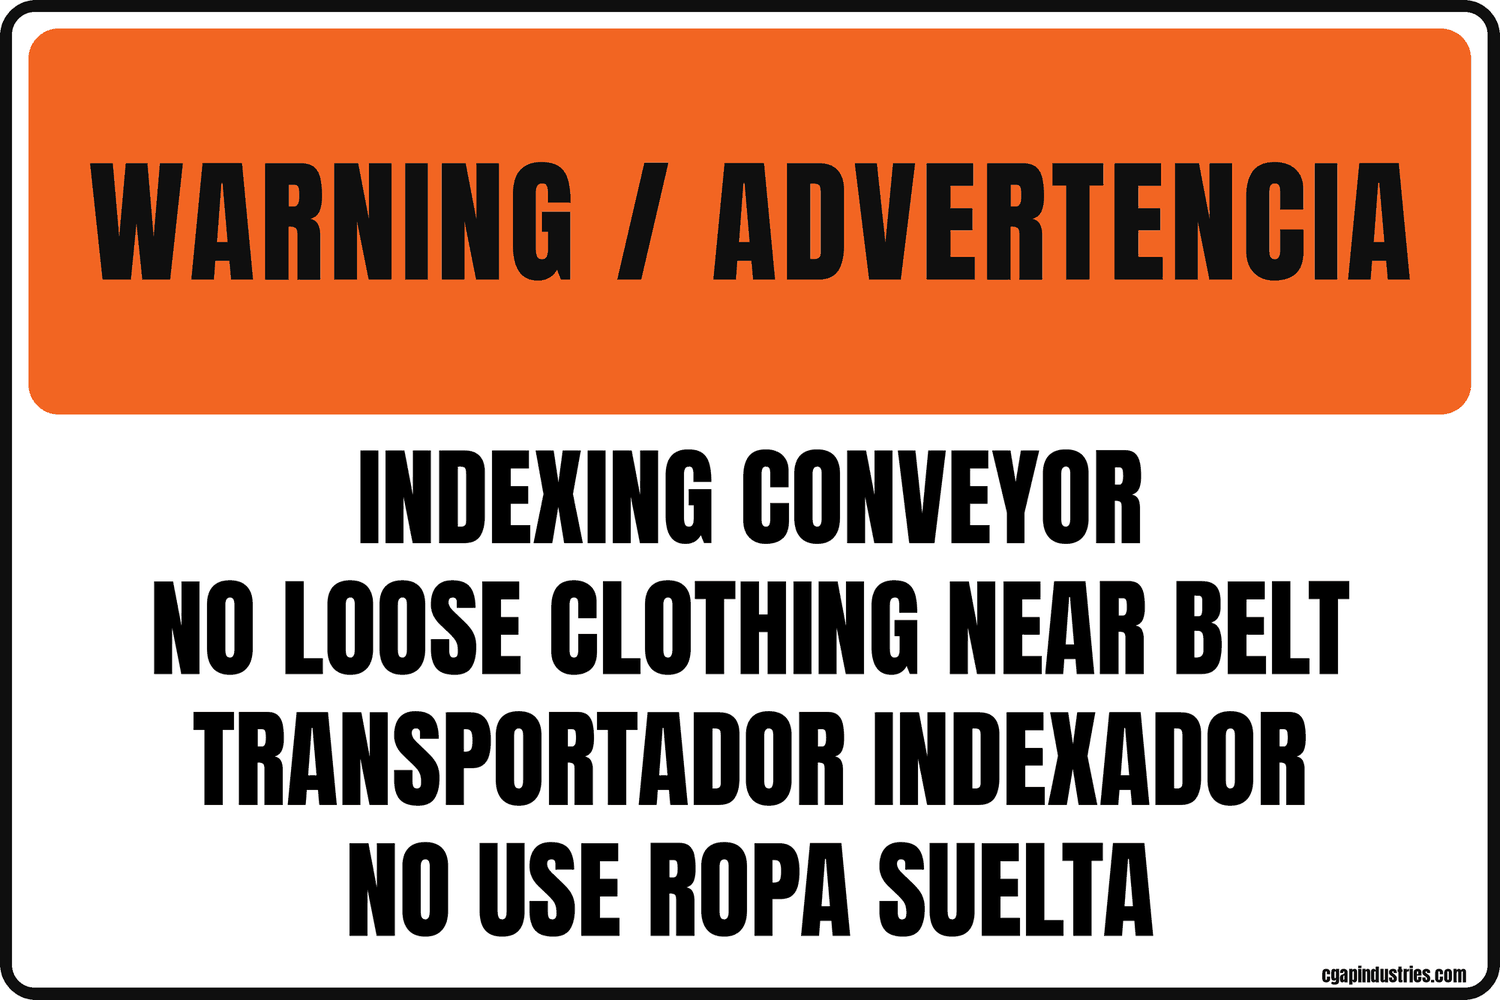 WARNING / ADVERTENCIA
INDEXING CONVEYOR
NO LOOSE CLOTHING NEAR BELT
TRANSPORTADOR INDEXADOR
NO USE ROPA SUELTA
cgapindustries.com